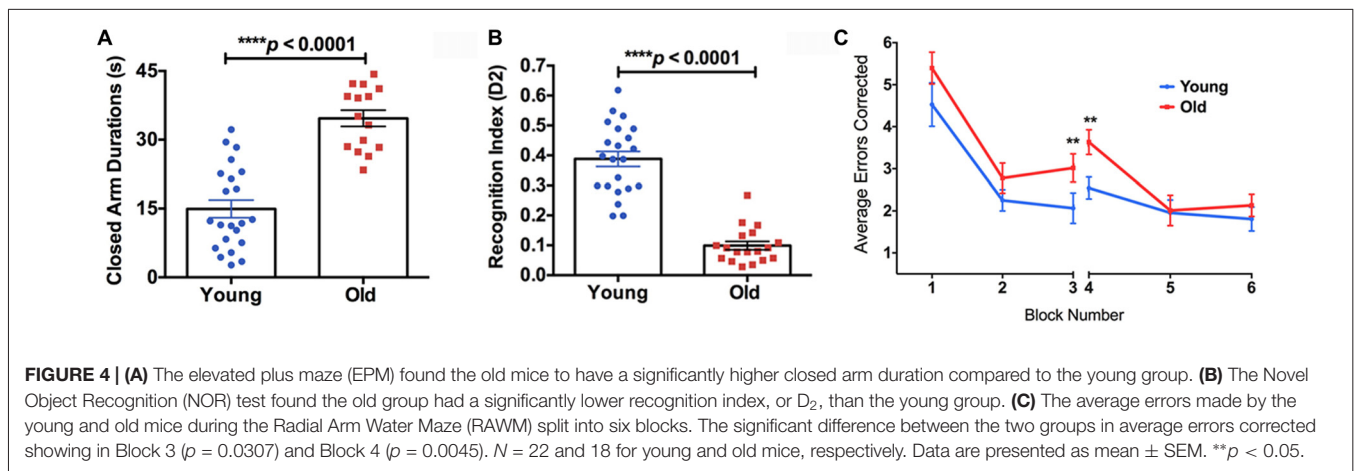 A
****p < 0.0001
Closed Arm Durations (s)
45
30
15
0
Young
Old
B
****p < 0.0001
Recognition Index (D2)
0.7
0.6
0.5
0.4
0.3
0.2
0.1
0.0
Young
Old
C
Average Errors Corrected
6
5
4
3
2
1
Young
Old
**
**
1 2 3 4 5 6
Block Number
FIGURE 4 | (A) The elevated plus maze (EPM) found the old mice to have a significantly higher closed arm duration compared to the young group. (B) The Novel
Object Recognition (NOR) test found the old group had a significantly lower recognition index, or D₂, than the young group. (C) The average errors made by the
young and old mice during the Radial Arm Water Maze (RAWM) split into six blocks. The significant difference between the two groups in average errors corrected
showing in Block 3 (p = 0.0307) and Block 4 (p = 0.0045). N = 22 and 18 for young and old mice, respectively. Data are presented as mean ± SEM. **p < 0.05.